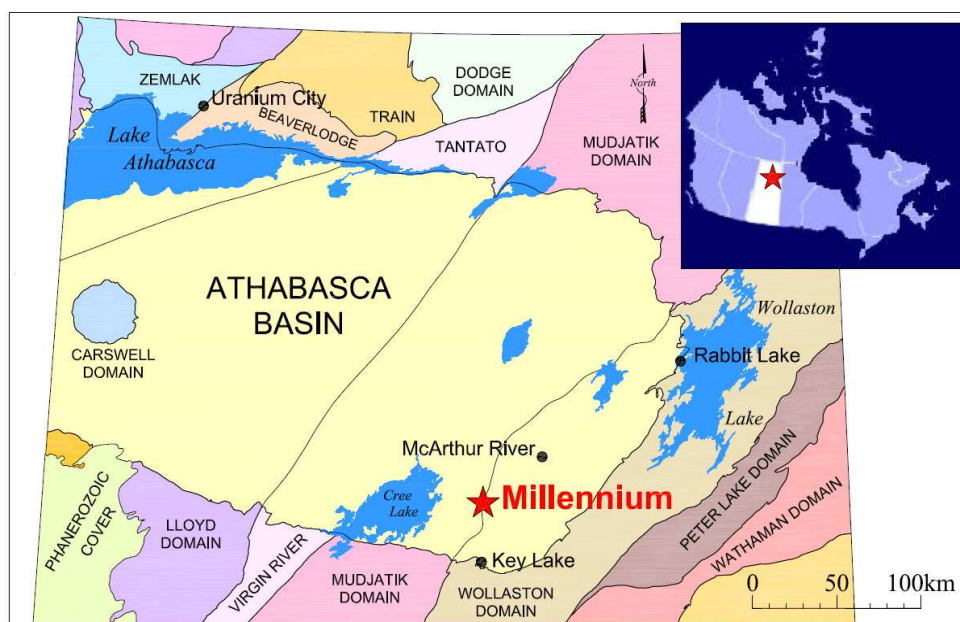 ZEMLAK
Uranium City
BEAVERLODGE
TRAIN
DODGE
DOMAIN
North
Lake
Athabasca
TANTATO
MUDJATIK
DOMAIN
ATHABASCA
BASIN
CARSWELL
DOMAIN
Wollaston
Rabbit Lake
Lake
McArthur River
Millennium
Cree
Lake
Key Lake
PHANEROZOIC
COVER
LLOYD
DOMAIN
VIRGIN RIVER
MUDJATIK
DOMAIN
WOLLASTON
DOMAIN
PETER LAKE DOMAIN
WATHAMAN DOMAIN
0 50 100km